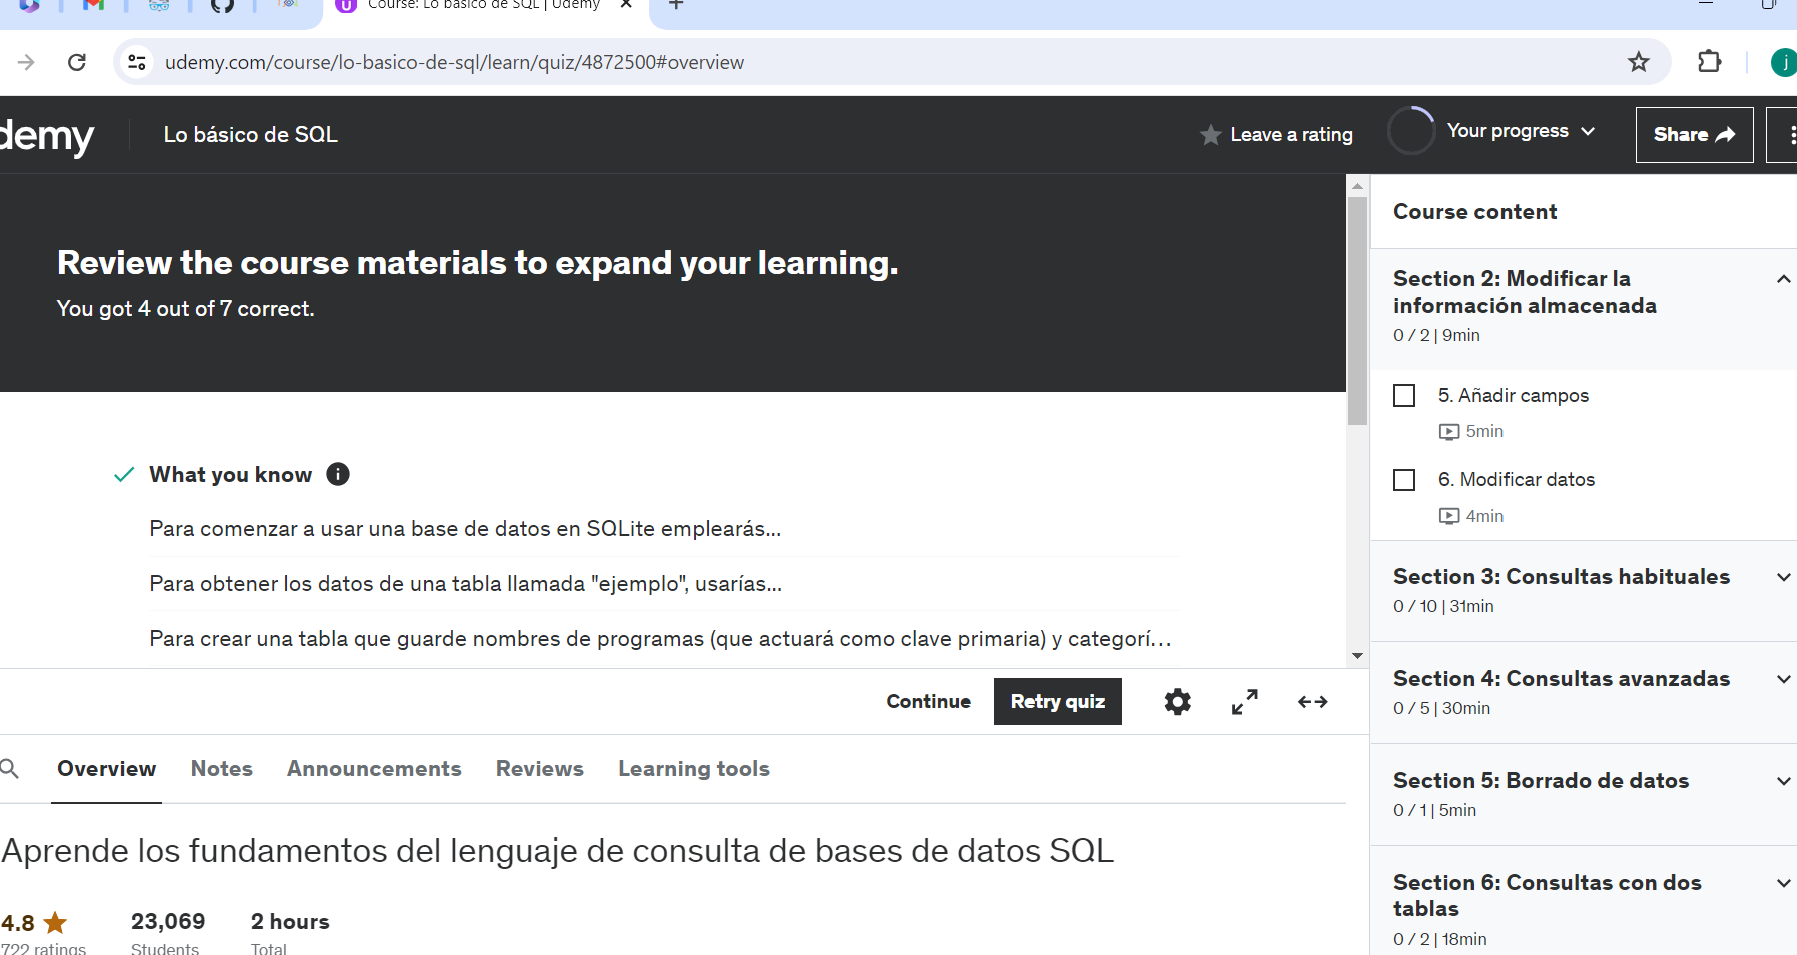 Course: Lo básico de SQL | Udemy
udemy.com/course/lo-basico-de-sql/learn/quiz/4872500#overview
j
demy
Lo básico de SQL
Leave a rating
Your progress
Share
Review the course materials to expand your learning.
You got 4 out of 7 correct.
What you know
Para comenzar a usar una base de datos en SQLite emplearás...
Para obtener los datos de una tabla llamada "ejemplo", usarías...
Para crear una tabla que guarde nombres de programas (que actuará como clave primaria) y categorí...
Continue
Retry quiz
Overview
Notes
Announcements
Reviews
Learning tools
Aprende los fundamentos del lenguaje de consulta de bases de datos SQL
4.8
722 ratings
23,069
Students
2 hours
Total
Course content
Section 2: Modificar la
información almacenada
0 / 2 | 9min
5. Añadir campos
5min
6. Modificar datos
4min
Section 3: Consultas habituales
0 / 10 | 31min
Section 4: Consultas avanzadas
0 / 5 | 30min
Section 5: Borrado de datos
0 / 1 | 5min
Section 6: Consultas con dos
tablas
0 / 2 | 18min